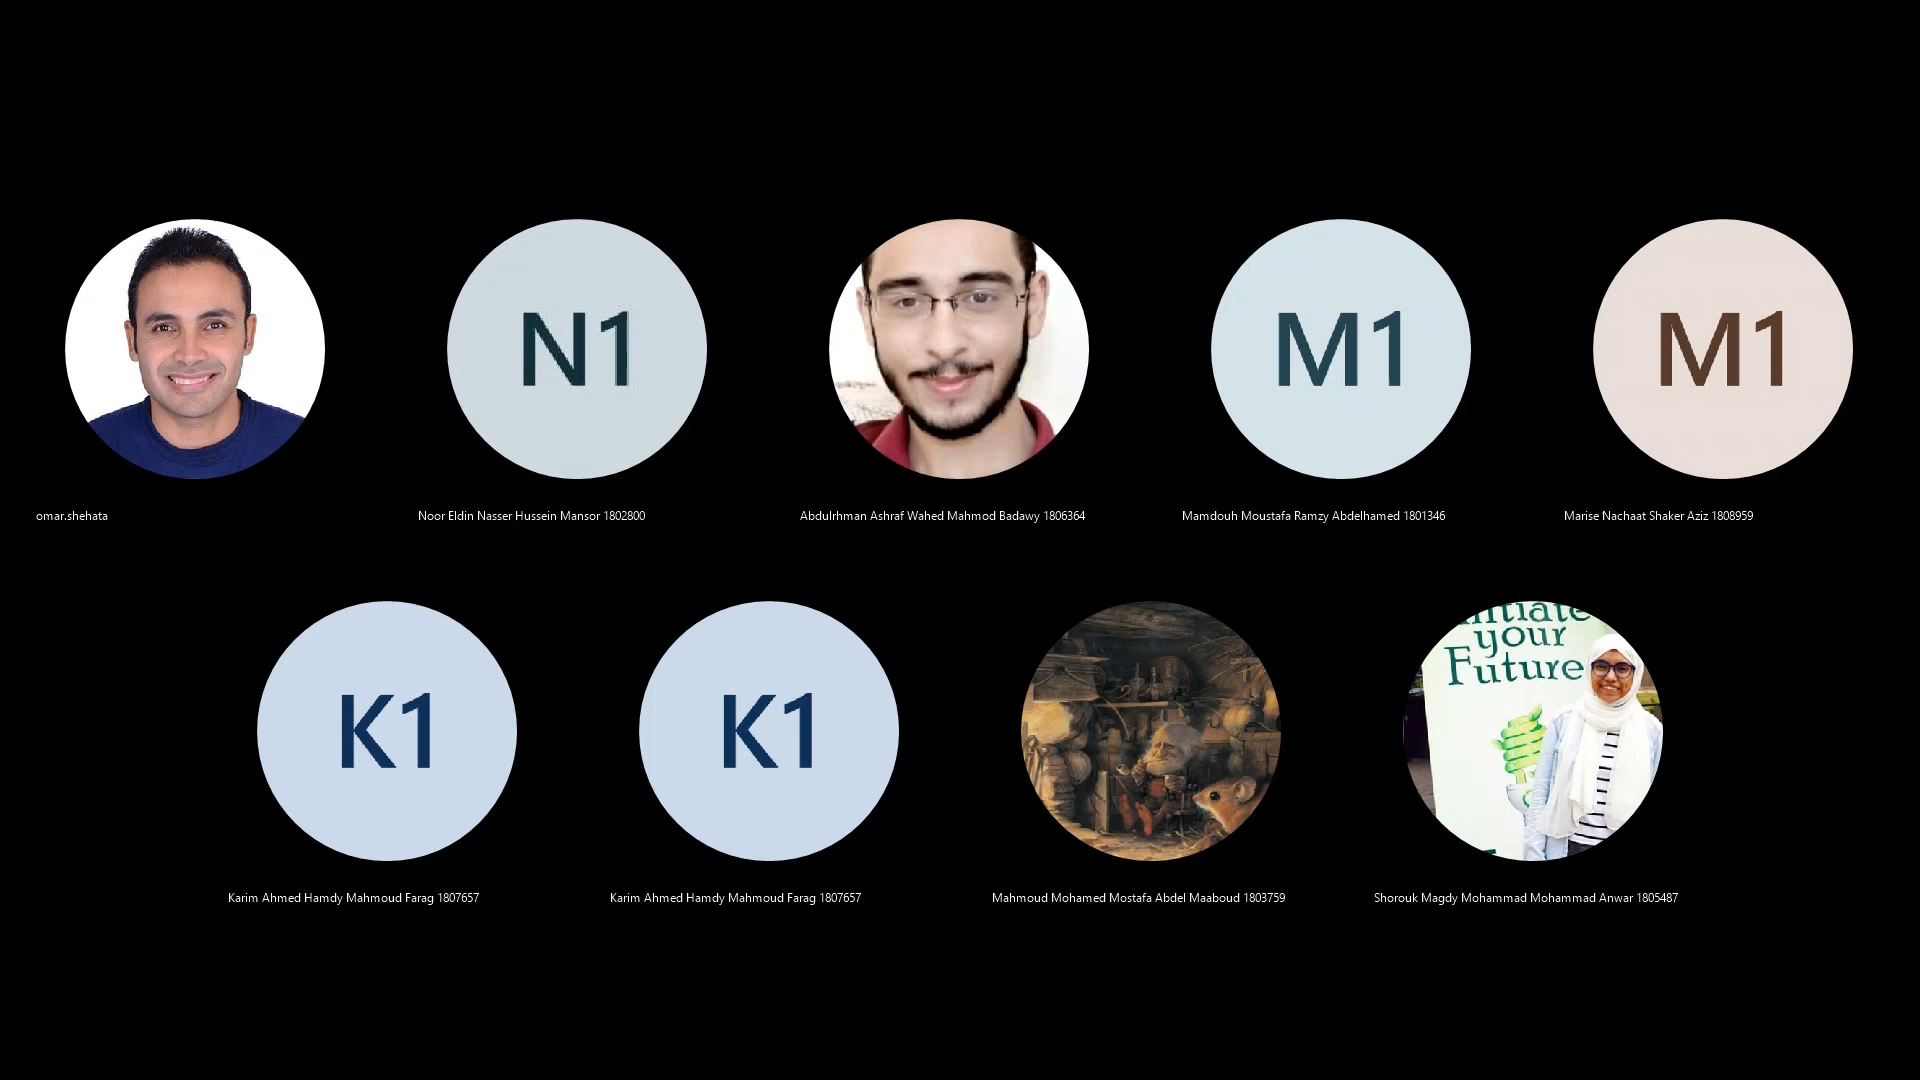 N1
M1
M1
omar.shehata
Noor Eldin Nasser Hussein Mansor 1802800
Abdulrhman Ashraf Wahed Mahmod Badawy 1806364
Mamdouh Moustafa Ramzy Abdelhamed 1801346
Marise Nachaat Shaker Aziz 1808959
K1
K1
your
Future
Karim Ahmed Hamdy Mahmoud Farag 1807657
Karim Ahmed Hamdy Mahmoud Farag 1807657
Mahmoud Mohamed Mostafa Abdel Maaboud 1803759
Shorouk Magdy Mohammad Mohammad Anwar 1805487